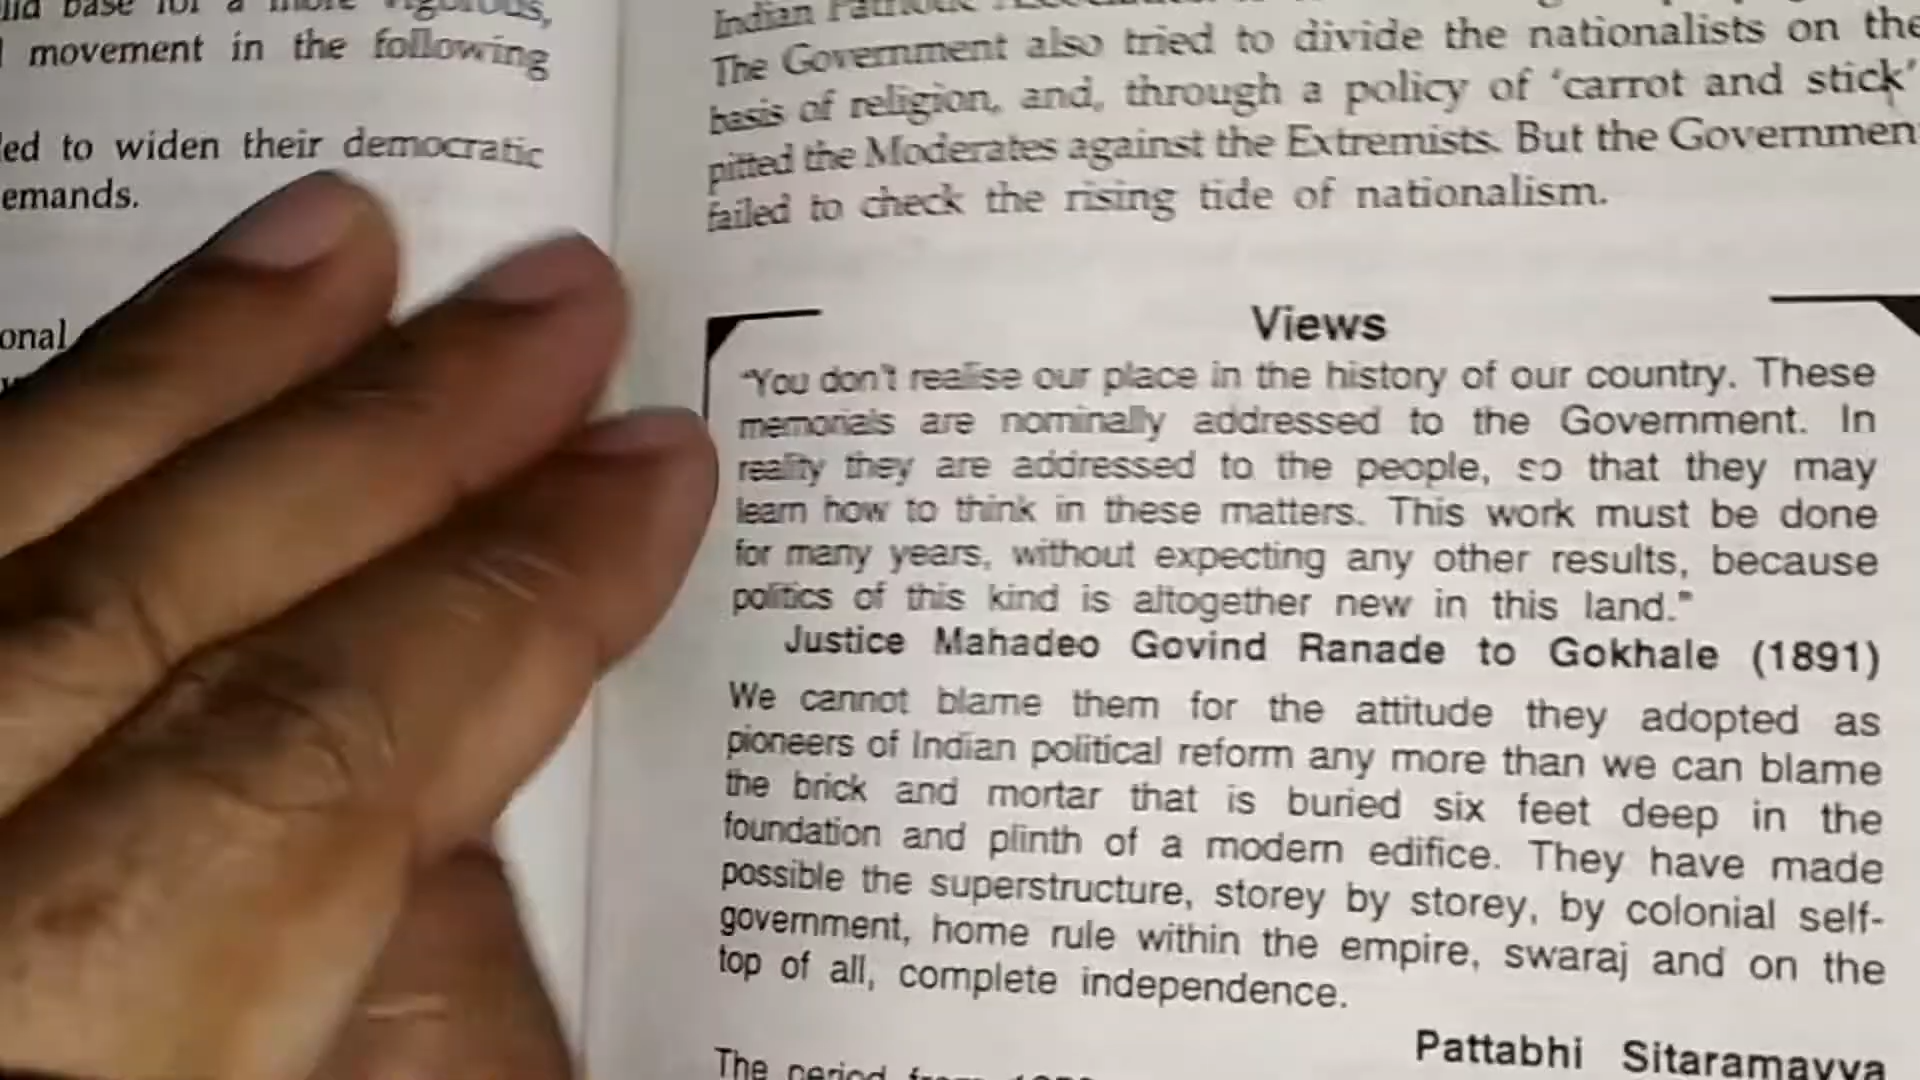 base for a more vigorous,
movement in the following
ed to widen their democratic
emands.
onal
Indian Patriotic
The Government also tried to divide the nationalists on the
basis of religion, and, through a policy of 'carrot and stick'
pitted the Moderates against the Extremists. But the Governmen
failed to check the rising tide of nationalism.
Views
"You don't realise our place in the history of our country. These
memorials are nominally addressed to the Government. In
reality they are addressed to the people, so that they may
learn how to think in these matters. This work must be done
for many years, without expecting any other results, because
politics of this kind is altogether new in this land."
Justice Mahadeo Govind Ranade to Gokhale (1891)
We cannot blame them for the attitude they adopted as
pioneers of Indian political reform any more than we can blame
the brick and mortar that is buried six feet deep in the
foundation and plinth of a modern edifice. They have made
possible the superstructure, storey by storey, by colonial self-
government, home rule within the empire, swaraj and on the
top of all, complete independence.
Pattabhi Sitaramayya
The period from